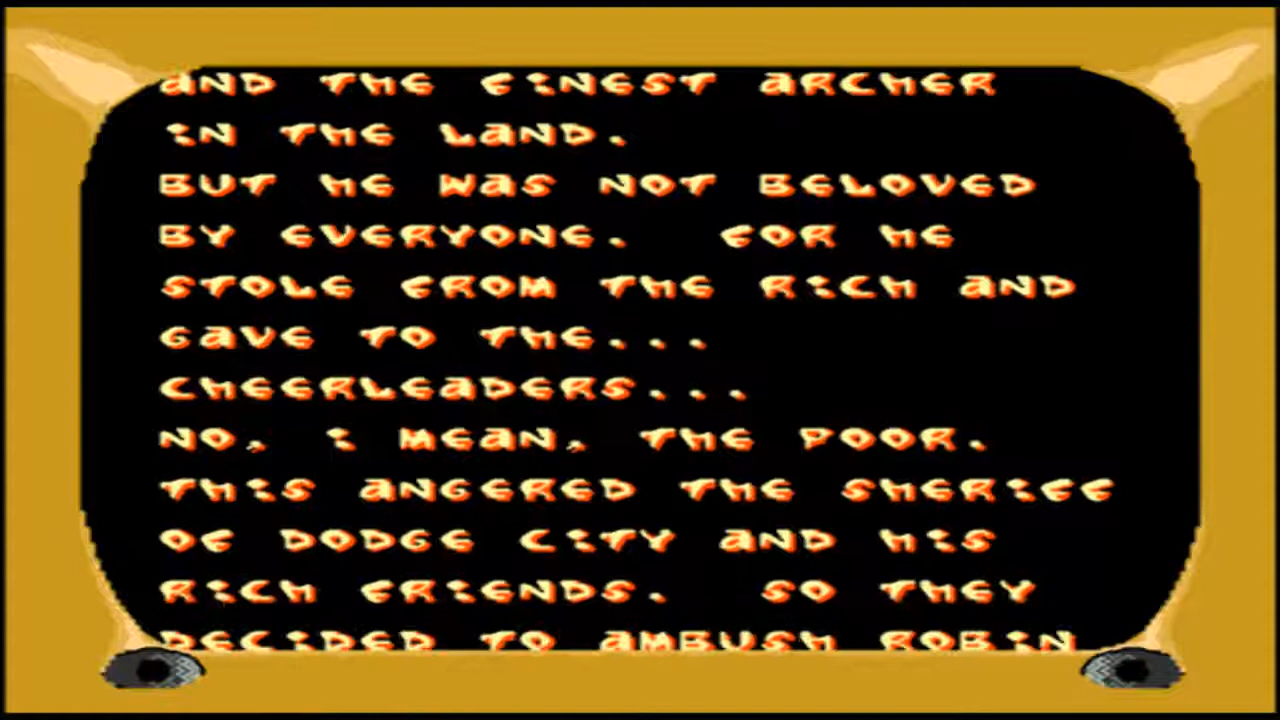 AND THE FINEST ARCHER
IN THE LAND.
BUT HE WAS NOT BELOVED
BY EVERYONE.  FOR HE
STOLE FROM THE RICH AND
GAVE TO THE...
CHEERLEADERS...
NO, I MEAN, THE POOR.
THIS ANGERED THE SHERIFF
OF DODGE CITY AND HIS
RICH FRIENDS.  SO THEY
DECIDED TO AMBUSH ROBIN